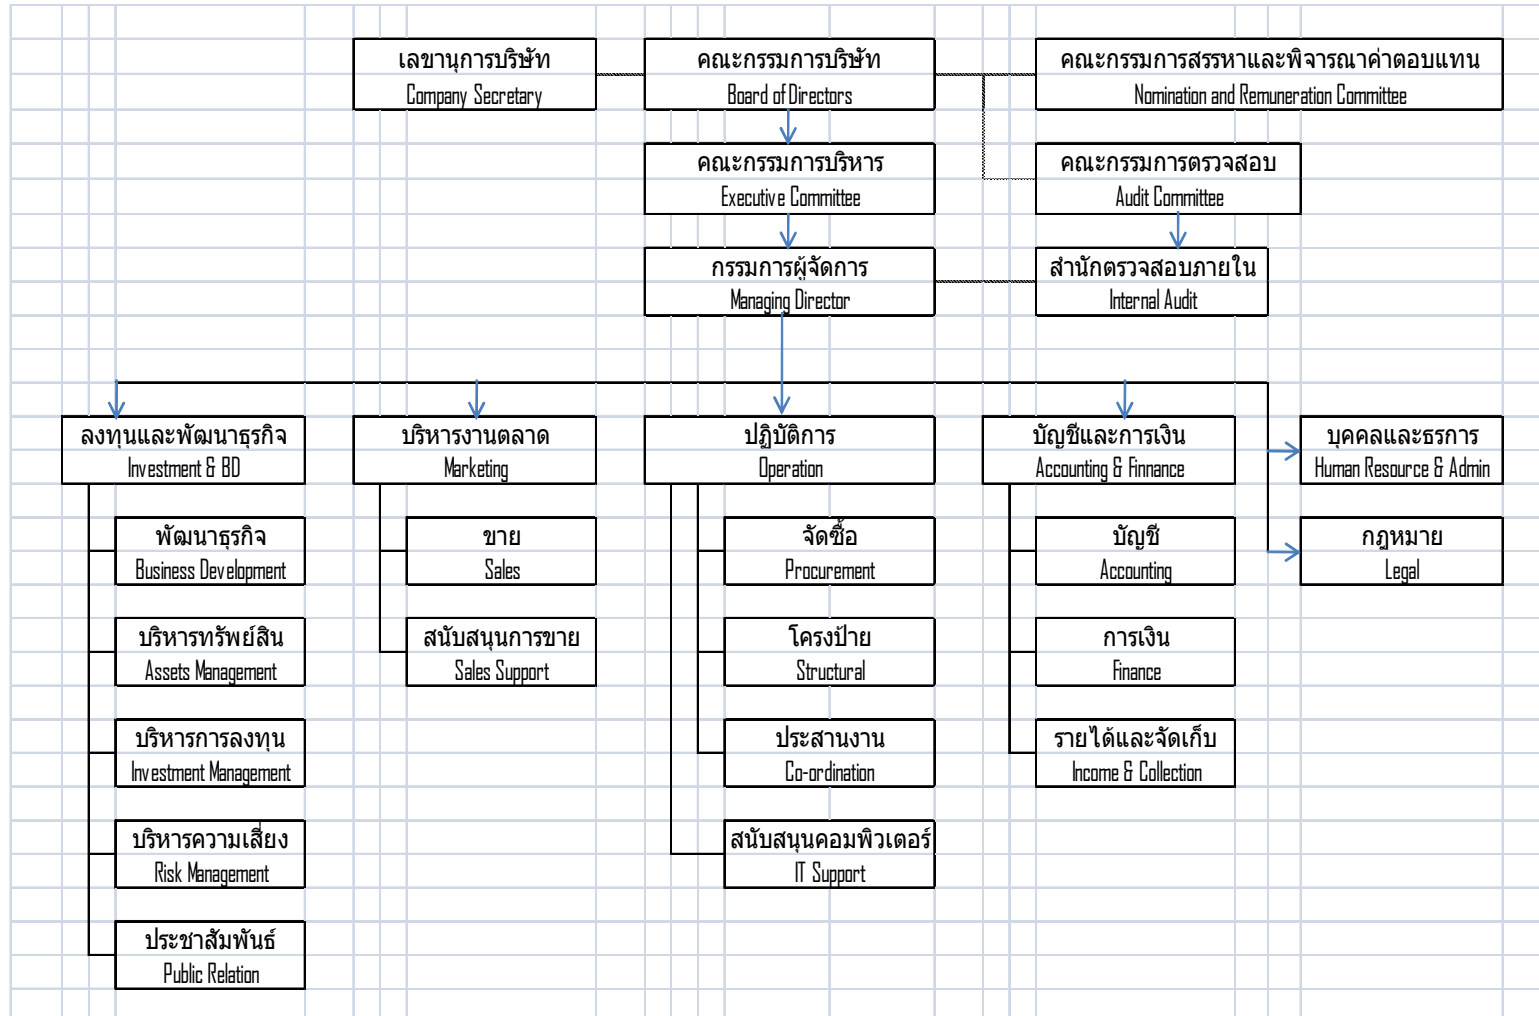 เลขานุการบริษัท
Company Secretary
คณะกรรมการบริษัท
Board of Directors
คณะกรรมการสรรหาและพิจารณาค่าตอบแทน
Nomination and Remuneration Committee
คณะกรรมการบริหาร
Executive Committee
คณะกรรมการตรวจสอบ
Audit Committee
กรรมการผู้จัดการ
Managing Director
สำนักตรวจสอบภายใน
Internal Audit
ลงทุนและพัฒนาธุรกิจ
Investment & BD
บริหารงานตลาด
Marketing
ปฏิบัติการ
Operation
บัญชีและการเงิน
Accounting & Finnance
บุคคลและธรการ
Human Resource & Admin
พัฒนาธุรกิจ
Business Development
ขาย
Sales
จัดซื้อ
Procurement
บัญชี
Accounting
กฎหมาย
Legal
บริหารทรัพย์สิน
Assets Management
สนับสนุนการขาย
Sales Support
โครงป้าย
Structural
การเงิน
Finance
บริหารการลงทุน
Investment Management
ประสานงาน
Co-ordination
รายได้และจัดเก็บ
Income & Collection
บริหารความเสี่ยง
Risk Management
สนับสนุนคอมพิวเตอร์
IT Support
ประชาสัมพันธ์
Public Relation